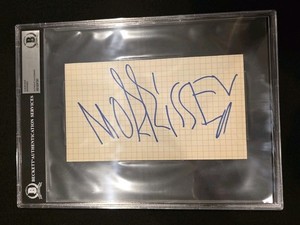 MORRISSEY
BECKETT AUTHENTICATION SERVICES